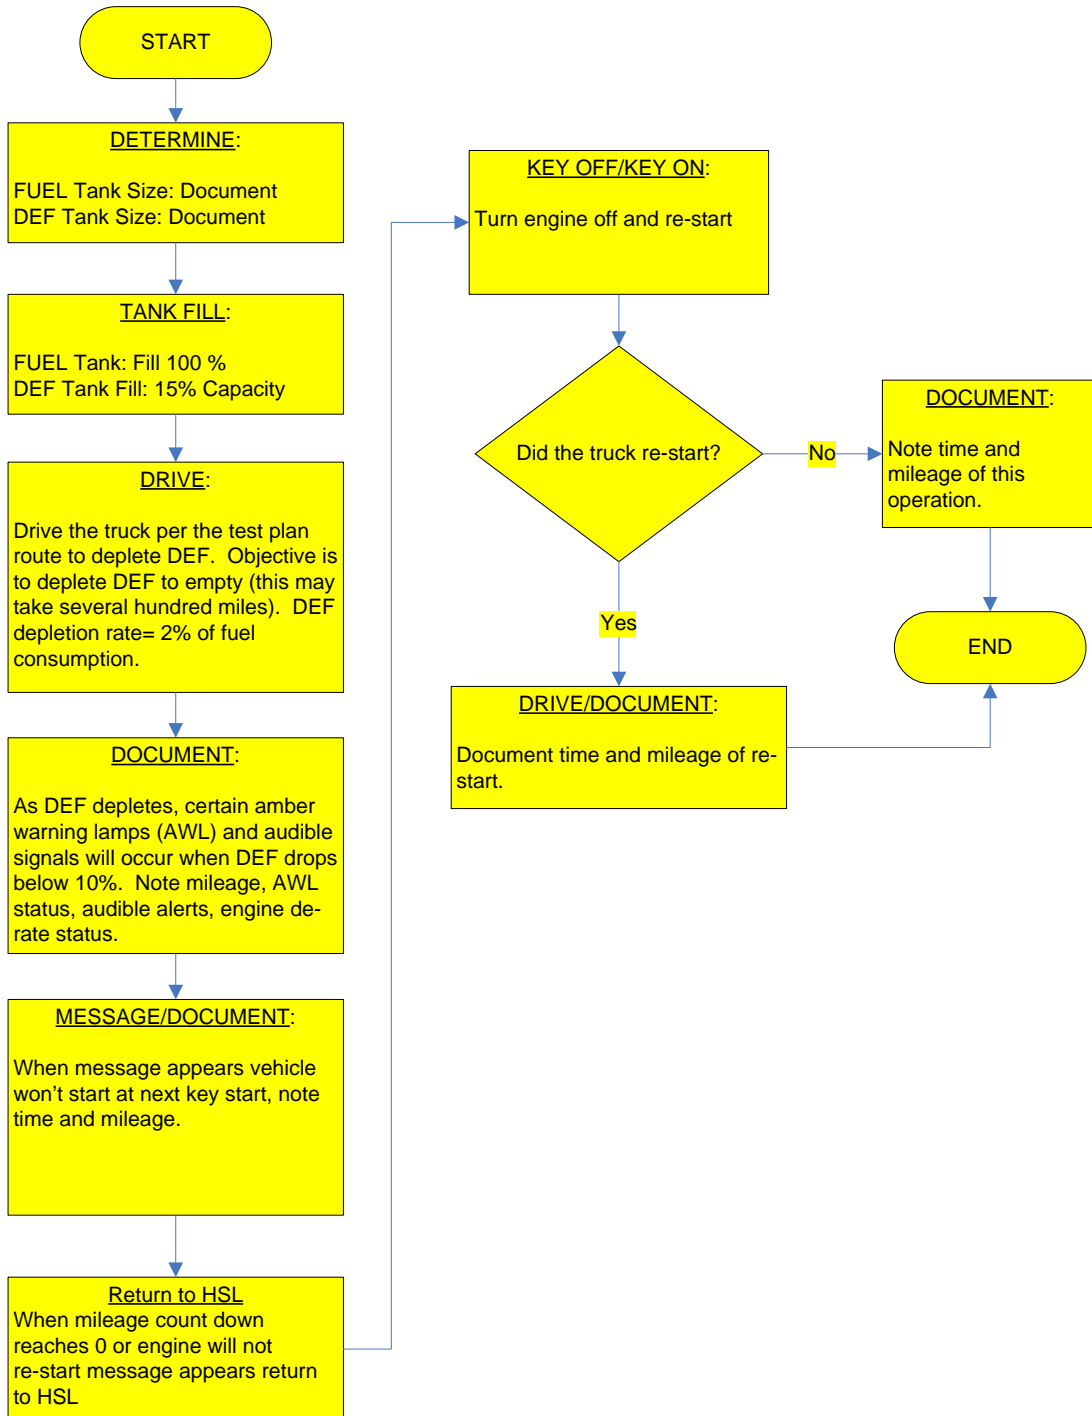 START
DETERMINE:
FUEL Tank Size: Document
DEF Tank Size: Document
TANK FILL:
FUEL Tank: Fill 100 %
DEF Tank Fill: 15% Capacity
DRIVE:
Drive the truck per the test plan
route to deplete DEF.  Objective is
to deplete DEF to empty (this may
take several hundred miles).  DEF
depletion rate= 2% of fuel
consumption.
DOCUMENT:
As DEF depletes, certain amber
warning lamps (AWL) and audible
signals will occur when DEF drops
below 10%.  Note mileage, AWL
status, audible alerts, engine de-
rate status.
MESSAGE/DOCUMENT:
When message appears vehicle
won’t start at next key start, note
time and mileage.
Return to HSL
When mileage count down
reaches 0 or engine will not
re-start message appears return
to HSL
KEY OFF/KEY ON:
Turn engine off and re-start
Did the truck re-start?
No
DOCUMENT:
Note time and
mileage of this
operation.
Yes
DRIVE/DOCUMENT:
Document time and mileage of re-
start.
END